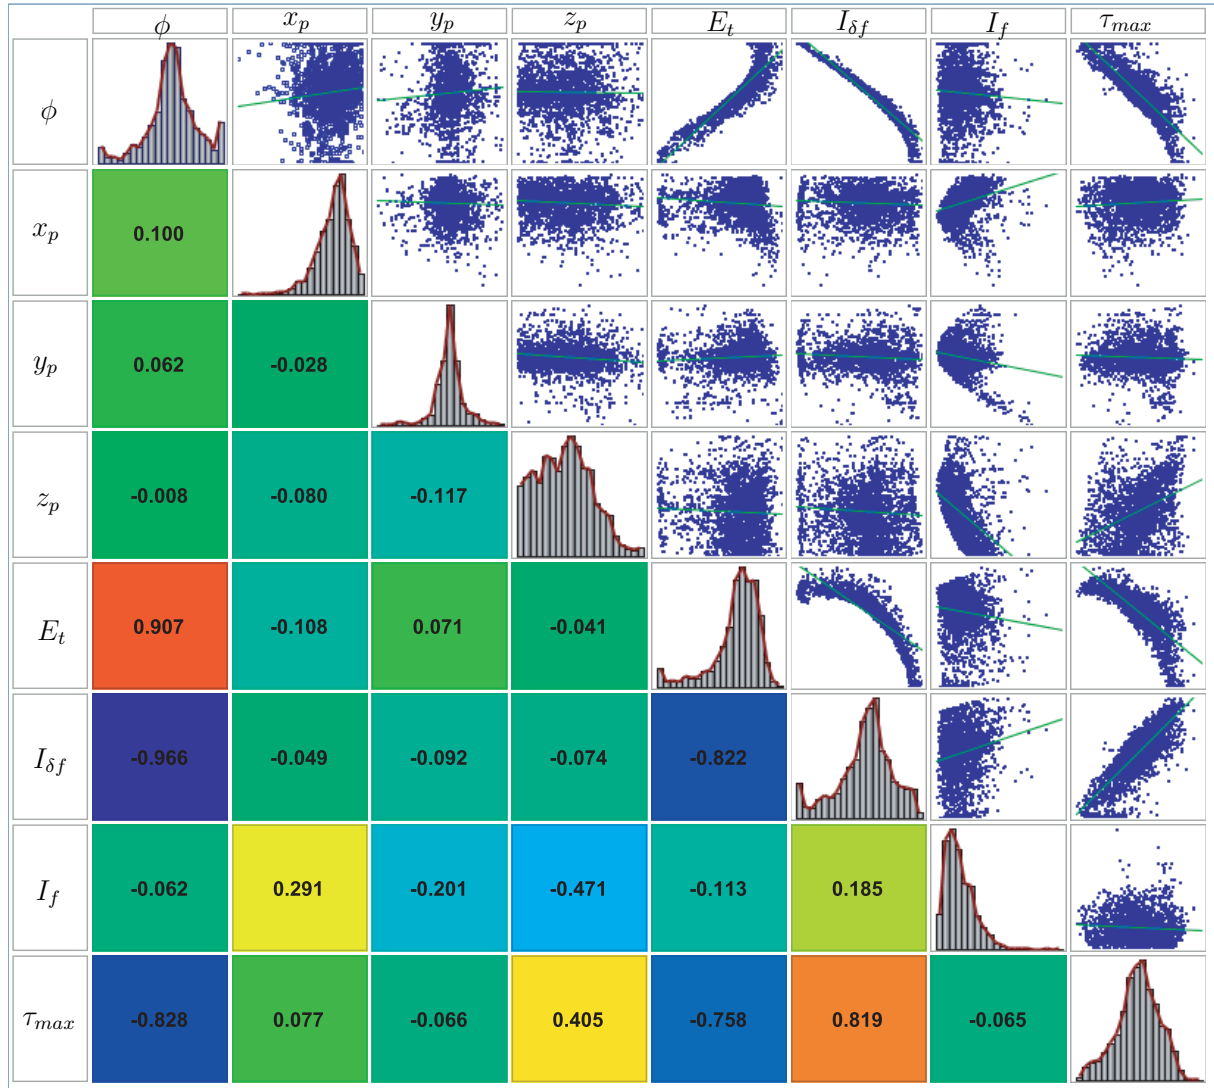 ϕ x_p y_p z_p E_t I_δf I_f τ_max
ϕ
x_p 0.100
y_p 0.062 -0.028
z_p -0.008 -0.080 -0.117
E_t 0.907 -0.108 0.071 -0.041
I_δf -0.966 -0.049 -0.092 -0.074 -0.822
I_f -0.062 0.291 -0.201 -0.471 -0.113 0.185
τ_max -0.828 0.077 -0.066 0.405 -0.758 0.819 -0.065